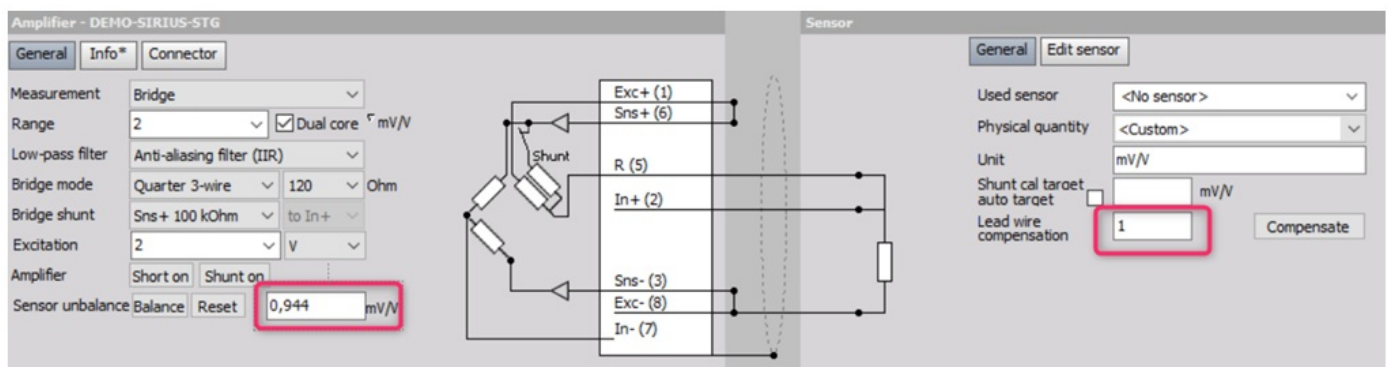 Amplifier - DEMO-SIRIUS-STG
General Info* Connector
Measurement Bridge
Range 2 Dual core mV/V
Low-pass filter Anti-aliasing filter (IIR)
Bridge mode Quarter 3-wire 120 Ohm
Bridge shunt Sns+ 100 kOhm to In+
Excitation 2 V
Amplifier Short on Shunt on
Sensor unbalance Balance Reset 0,944 mV/V
Shunt
Exc+ (1)
Sns+ (6)
R (5)
In+ (2)
Sns- (3)
Exc- (8)
In- (7)
Sensor
General Edit sensor
Used sensor <No sensor>
Physical quantity <Custom>
Unit mV/V
Shunt cal target
auto target mV/V
Lead wire
compensation 1 Compensate